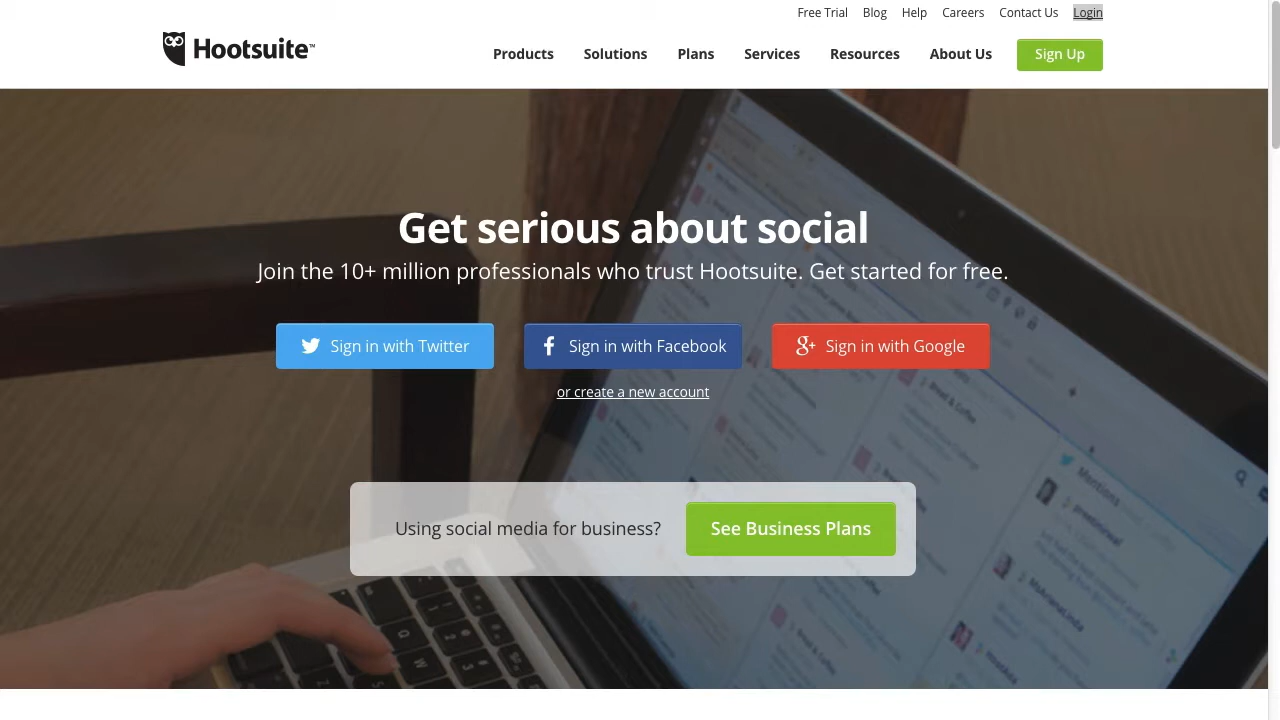 Free Trial Blog Help Careers Contact Us Login
Hootsuite™
Products Solutions Plans Services Resources About Us Sign Up
Get serious about social
Join the 10+ million professionals who trust Hootsuite. Get started for free.
Sign in with Twitter
Sign in with Facebook
Sign in with Google
or create a new account
Using social media for business?
See Business Plans
Mentions